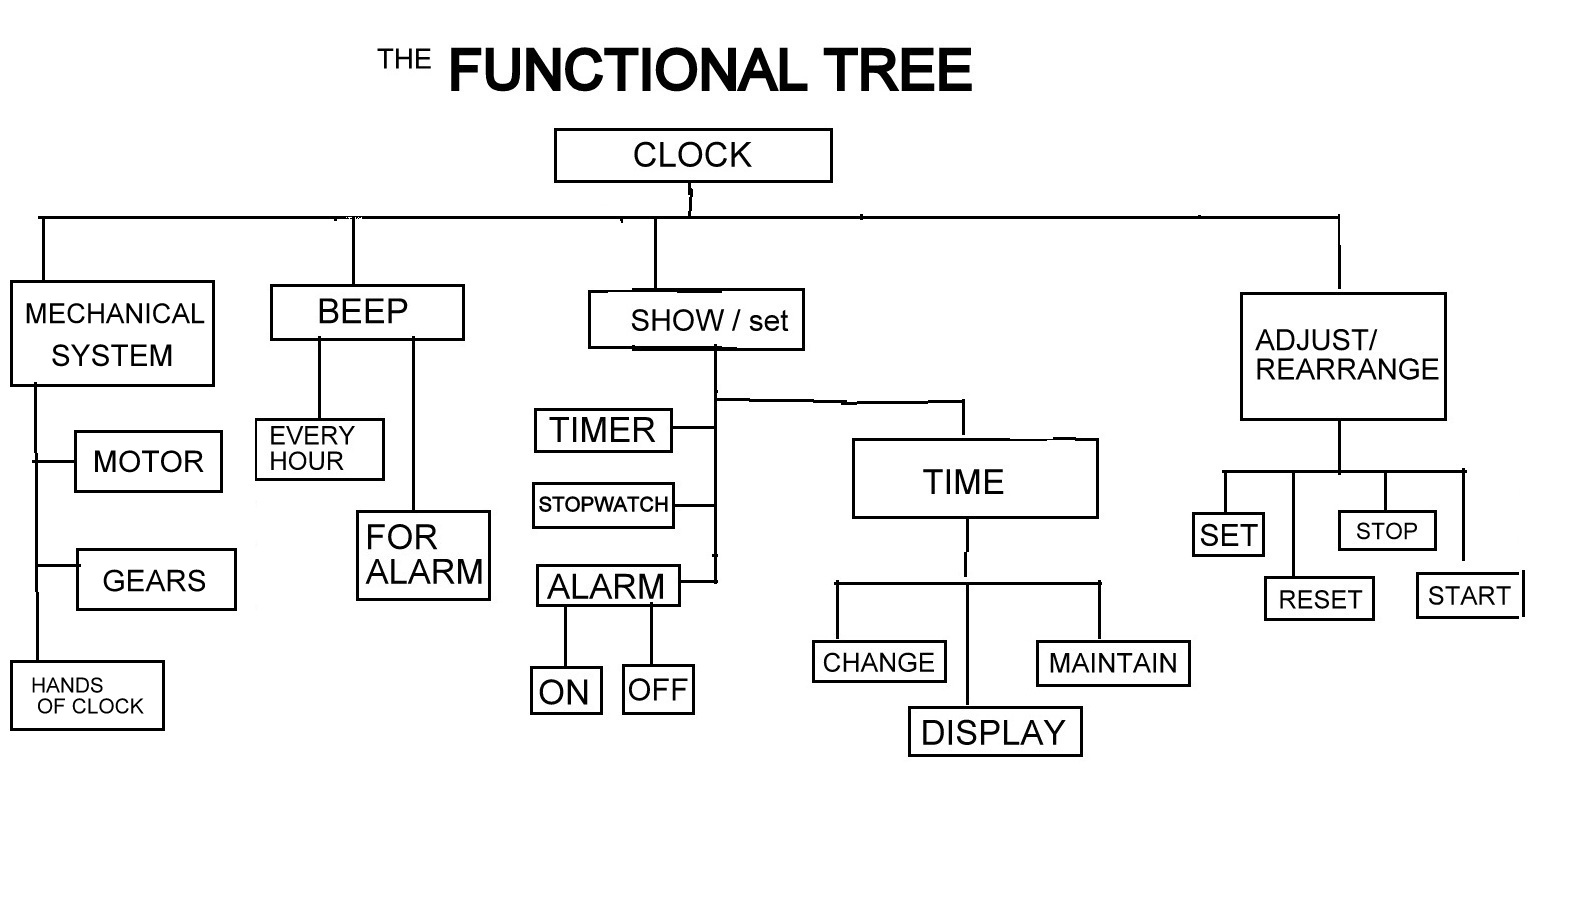 THE FUNCTIONAL TREE
CLOCK
MECHANICAL
SYSTEM
BEEP
SHOW / set
ADJUST/
REARRANGE
MOTOR
GEARS
HANDS
OF CLOCK
EVERY
HOUR
FOR
ALARM
TIMER
STOPWATCH
ALARM
ON
OFF
TIME
CHANGE
DISPLAY
MAINTAIN
SET
RESET
STOP
START